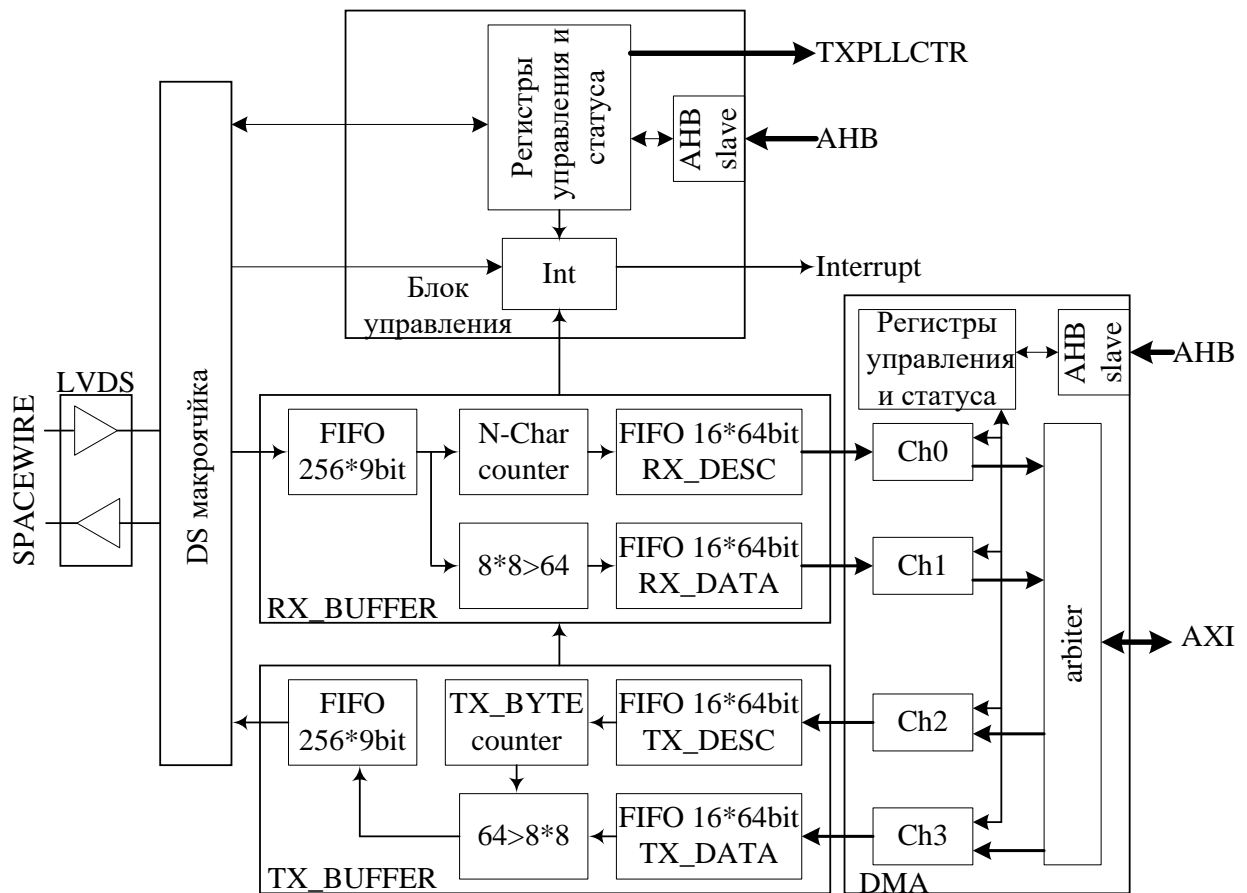 Регистры
управления и
статуса
TXPLLCTR
AHB
slave
AHB
Int
Interrupt
Блок
управления
SPACEWIRE
LVDS
DS макроячйка
FIFO
256*9bit
N-Char
counter
FIFO 16*64bit
RX_DESC
8*8>64
FIFO 16*64bit
RX_DATA
RX_BUFFER
FIFO
256*9bit
TX_BYTE
counter
FIFO 16*64bit
TX_DESC
64>8*8
FIFO 16*64bit
TX_DATA
TX_BUFFER
Регистры
управления
и статуса
AHB
slave
AHB
Ch0
Ch1
Ch2
Ch3
arbiter
AXI
DMA